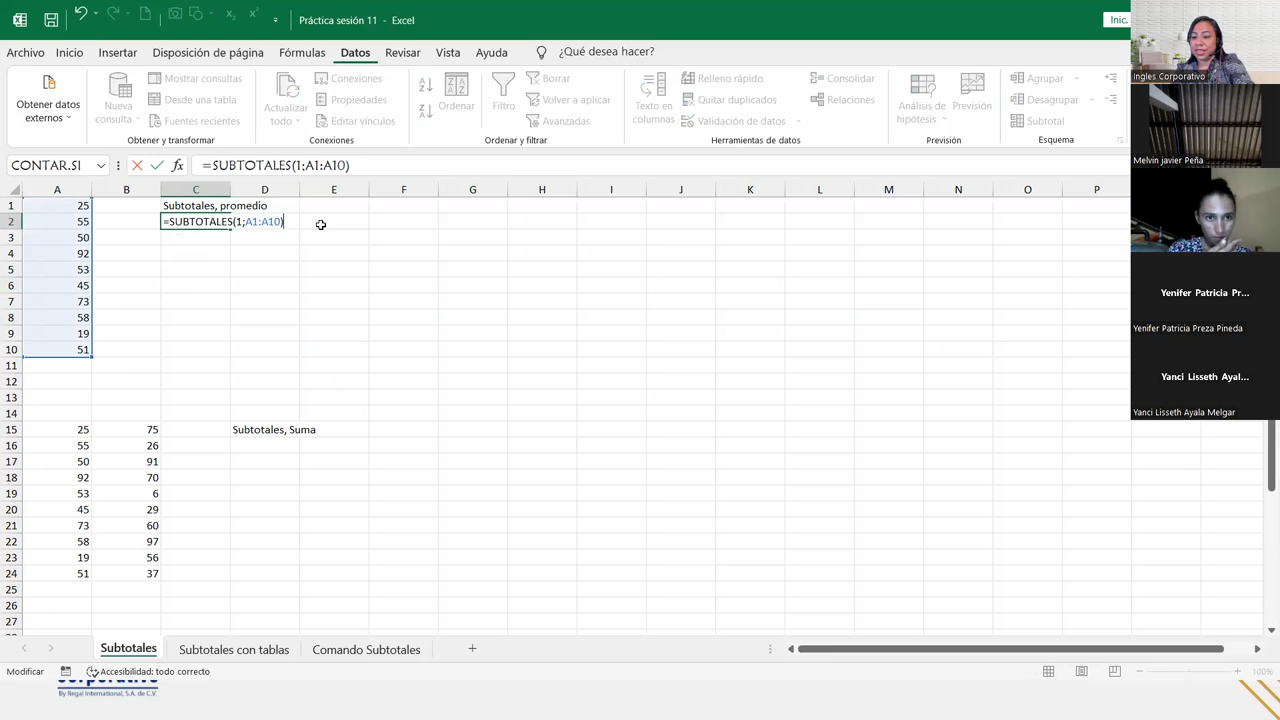 Práctica sesión 11 - Excel
Inic.
Archivo Inicio Insertar Disposición de página Fórmulas Datos Revisar Vista Ayuda ¿Qué desea hacer?
Obtener datos externos
Nueva consulta
Mostrar consultas
Desde una tabla
Fuentes recientes
Obtener y transformar
Actualizar todo
Conexiones
Propiedades
Editar vínculos
Conexiones
Ordenar
Filtro
Volver a aplicar
Avanzadas
Ordenar y filtrar
Texto en columnas
Relleno rápido
Quitar duplicados
Validación de datos
Consolidar
Relaciones
Herramientas de datos
Análisis de hipótesis
Previsión
Previsión
Agrupar
Desagrupar
Subtotal
Esquema
CONTAR.SI
fx
=SUBTOTALES(1;A1:A10)
A B C D E F G H I J K L M N O P
1 25 Subtotales, promedio
2 55 =SUBTOTALES(1;A1:A10)
3 50
4 92
5 53
6 45
7 73
8 58
9 19
10 51
11
12
13
14
15 25 75 Subtotales, Suma
16 55 26
17 50 91
18 92 70
19 53 6
20 45 29
21 73 60
22 58 97
23 19 56
24 51 37
25
26
27
Subtotales Subtotales con tablas Comando Subtotales
Modificar Accesibilidad: todo correcto
100%
By Regal International, S.A. de C.V.
Ingles Corporativo
Melvin javier Peña
Yenifer Patricia Pr...
Yenifer Patricia Preza Pineda
Yanci Lisseth Ayal...
Yanci Lisseth Ayala Melgar